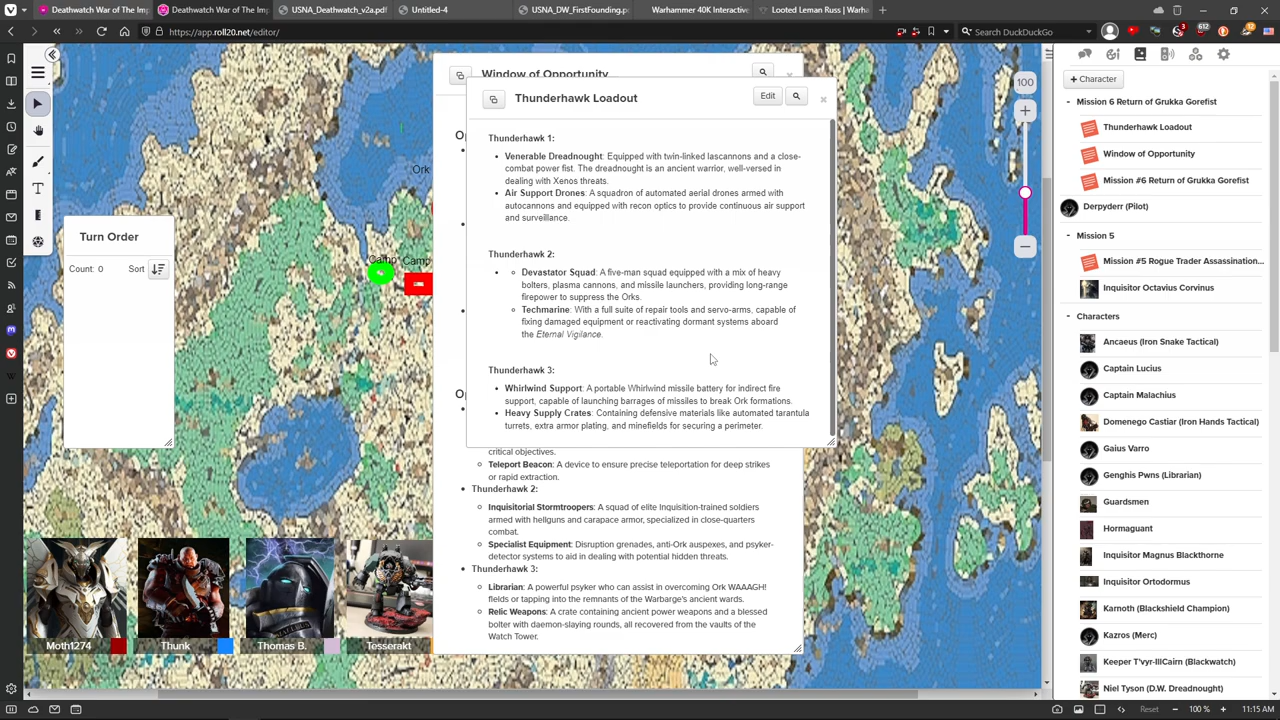 Deathwatch War of The Imp
Deathwatch War of The Imp
USNA_Deathwatch_v2a.pdf
Untitled-4
USNA_DW_FirstFounding.p
Warhammer 40K Interactive
Looted Leman Russ | Warh
https://app.roll20.net/editor/
Search DuckDuckGo
Window of Opportunity
Thunderhawk Loadout
Edit
Thunderhawk 1:
Venerable Dreadnought: Equipped with twin-linked lascannons and a close-
combat power fist. The dreadnought is an ancient warrior, well-versed in
dealing with Xenos threats.
Air Support Drones: A squadron of automated aerial drones armed with
autocannons and equipped with recon optics to provide continuous air support
and surveillance.
Thunderhawk 2:
Devastator Squad: A five-man squad equipped with a mix of heavy
bolters, plasma cannons, and missile launchers, providing long-range
firepower to suppress the Orks.
Techmarine: With a full suite of repair tools and servo-arms, capable of
fixing damaged equipment or reactivating dormant systems aboard
the Eternal Vigilance.
Thunderhawk 3:
Whirlwind Support: A portable Whirlwind missile battery for indirect fire
support, capable of launching barrages of missiles to break Ork formations.
Heavy Supply Crates: Containing defensive materials like automated tarantula
turrets, extra armor plating, and minefields for securing a perimeter.
critical objectives.
Teleport Beacon: A device to ensure precise teleportation for deep strikes
or rapid extraction.
Thunderhawk 2:
Inquisitorial Stormtroopers: A squad of elite Inquisition-trained soldiers
armed with hellguns and carapace armor, specialized in close-quarters
combat.
Specialist Equipment: Disruption grenades, anti-Ork auspexes, and psyker-
detector systems to aid in dealing with potential hidden threats.
Thunderhawk 3:
Librarian: A powerful psyker who can assist in overcoming Ork WAAAGH!
fields or tapping into the remnants of the Warbarge's ancient wards.
Relic Weapons: A crate containing ancient power weapons and a blessed
bolter with daemon-slaying rounds, all recovered from the vaults of the
Watch Tower.
Op
Op
Ork
Camp
Camp
Turn Order
Count: 0
Sort
Moth1274
Thunk
Thomas B.
Tesserakt
100
+ Character
Mission 6 Return of Grukka Gorefist
Thunderhawk Loadout
Window of Opportunity
Mission #6 Return of Grukka Gorefist
Derpyderr (Pilot)
Mission 5
Mission #5 Rogue Trader Assassination...
Inquisitor Octavius Corvinus
Characters
Ancaeus (Iron Snake Tactical)
Captain Lucius
Captain Malachius
Domenego Castiar (Iron Hands Tactical)
Gaius Varro
Genghis Pwns (Librarian)
Guardsmen
Hormaguant
Inquisitor Magnus Blackthorne
Inquisitor Ortodormus
Karnoth (Blackshield Champion)
Kazros (Merc)
Keeper T'vyr-IllCairn (Blackwatch)
Niel Tyson (D.W. Dreadnought)
Reset
100 %
11:15 AM